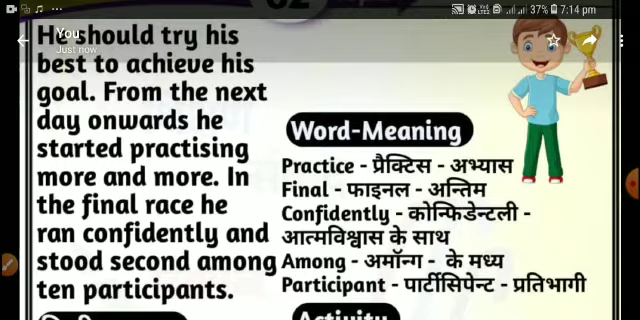 02
37% 7:14 pm
You
Just now
He should try his
best to achieve his
goal. From the next
day onwards he
started practising
more and more. In
the final race he
ran confidently and
stood second among
ten participants.
Word-Meaning
Practice - प्रैक्टिस - अभ्यास
Final - फाइनल - अन्तिम
Confidently - कोन्फिडेन्टली -
आत्मविश्वास के साथ
Among - अमॉन्ग - के मध्य
Participant - पार्टीसिपेन्ट - प्रतिभागी
Activity